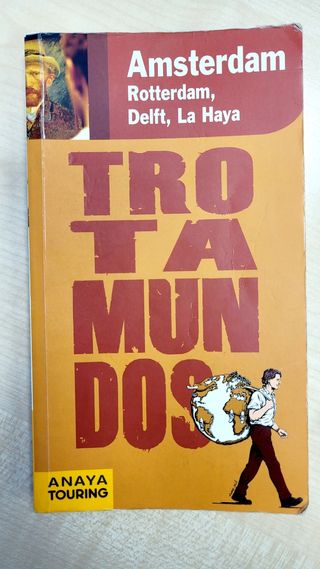 Amsterdam
Rotterdam,
Delft, La Haya
TRO
TA
MUN
DOS
ANAYA
TOURING